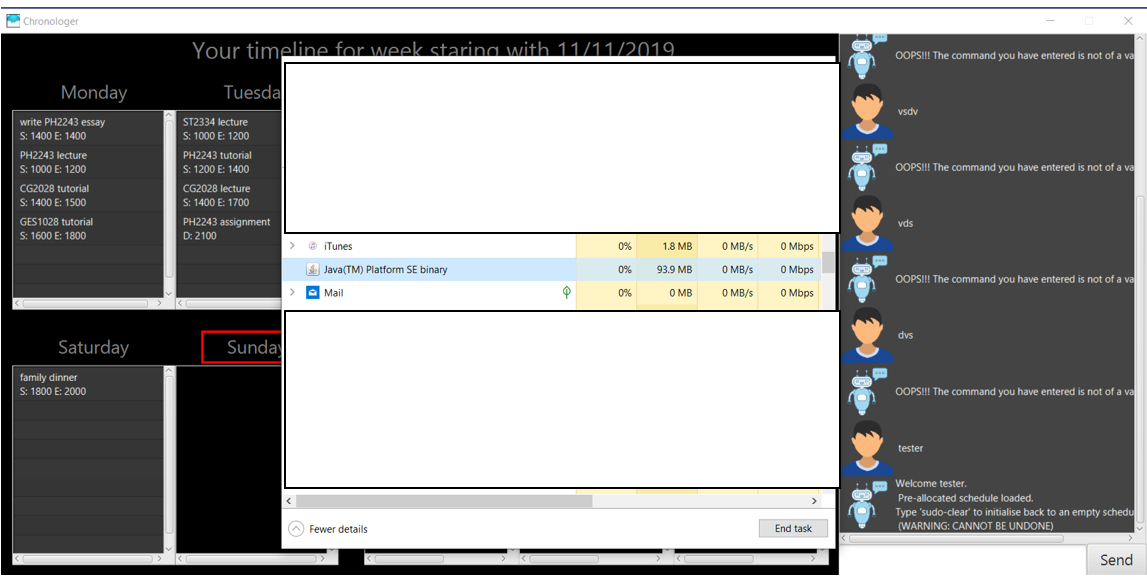 Chronologer
Your timeline for week staring with 11/11/2019
Monday
write PH2243 essay
S: 1400 E: 1400
PH2243 lecture
S: 1000 E: 1200
CG2028 tutorial
S: 1400 E: 1500
GES1028 tutorial
S: 1600 E: 1800
Tuesda
ST2334 lecture
S: 1000 E: 1200
PH2243 tutorial
S: 1200 E: 1400
CG2028 lecture
S: 1400 E: 1700
PH2243 assignment
D: 2100
Saturday
family dinner
S: 1800 E: 2000
Sunday
iTunes 0% 1.8 MB 0 MB/s 0 Mbps
Java(TM) Platform SE binary 0% 93.9 MB 0 MB/s 0 Mbps
Mail 0% 0 MB 0 MB/s 0 Mbps
Fewer details
End task
OOPS!!! The command you have entered is not of a va
vsdv
OOPS!!! The command you have entered is not of a va
vds
OOPS!!! The command you have entered is not of a va
dvs
OOPS!!! The command you have entered is not of a va
tester
Welcome tester.
Pre-allocated schedule loaded.
Type 'sudo-clear' to initialise back to an empty schedu
(WARNING: CANNOT BE UNDONE)
Send